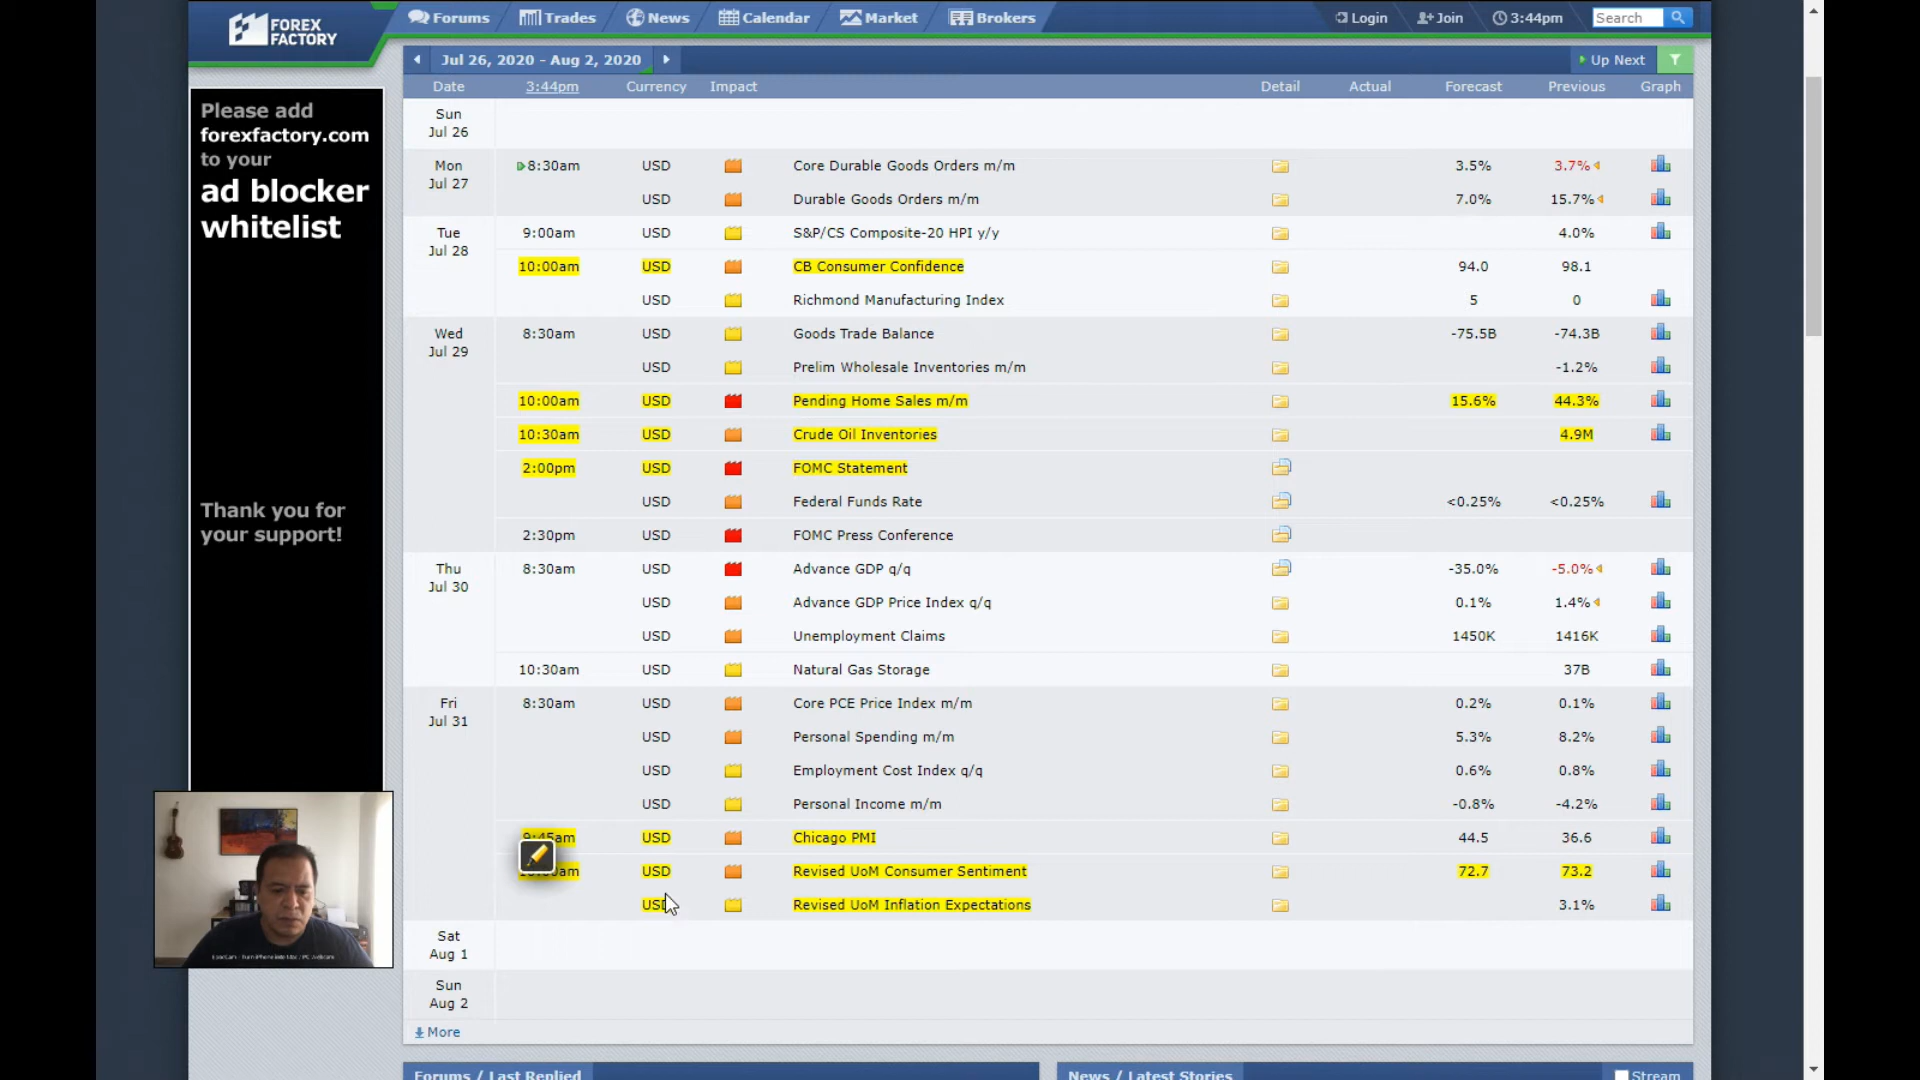 FOREX FACTORY
Forums Trades News Calendar Market Brokers Login Join 3:44pm Search
Jul 26, 2020 - Aug 2, 2020 Up Next
Date 3:44pm Currency Impact Detail Actual Forecast Previous Graph
Please add
forexfactory.com
to your
ad blocker
whitelist
Thank you for
your support!
Sun
Jul 26
Mon
Jul 27
8:30am USD Core Durable Goods Orders m/m 3.5% 3.7%
USD Durable Goods Orders m/m 7.0% 15.7%
Tue
Jul 28
9:00am USD S&P/CS Composite-20 HPI y/y 4.0%
10:00am USD CB Consumer Confidence 94.0 98.1
USD Richmond Manufacturing Index 5 0
Wed
Jul 29
8:30am USD Goods Trade Balance -75.5B -74.3B
USD Prelim Wholesale Inventories m/m -1.2%
10:00am USD Pending Home Sales m/m 15.6% 44.3%
10:30am USD Crude Oil Inventories 4.9M
2:00pm USD FOMC Statement
USD Federal Funds Rate <0.25% <0.25%
2:30pm USD FOMC Press Conference
Thu
Jul 30
8:30am USD Advance GDP q/q -35.0% -5.0%
USD Advance GDP Price Index q/q 0.1% 1.4%
USD Unemployment Claims 1450K 1416K
10:30am USD Natural Gas Storage 37B
Fri
Jul 31
8:30am USD Core PCE Price Index m/m 0.2% 0.1%
USD Personal Spending m/m 5.3% 8.2%
USD Employment Cost Index q/q 0.6% 0.8%
USD Personal Income m/m -0.8% -4.2%
9:45am USD Chicago PMI 44.5 36.6
USD Revised UoM Consumer Sentiment 72.7 73.2
USD Revised UoM Inflation Expectations 3.1%
Sat
Aug 1
Sun
Aug 2
More
Forums / Last Replied
News / Latest Stories Stream